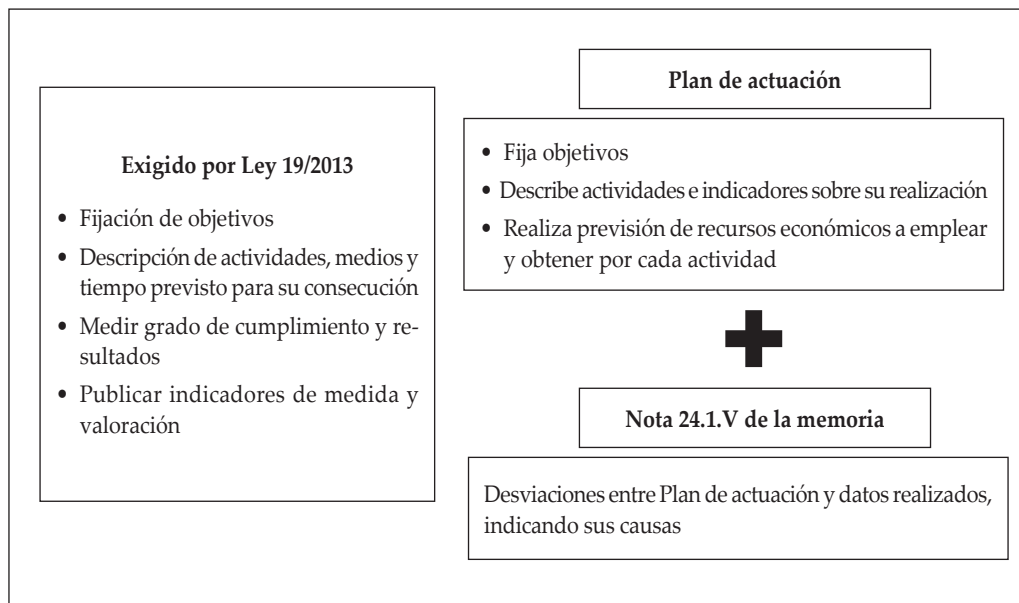 Exigido por Ley 19/2013
• Fijación de objetivos
• Descripción de actividades, medios y
tiempo previsto para su consecución
• Medir grado de cumplimiento y re-
sultados
• Publicar indicadores de medida y
valoración
Plan de actuación
• Fija objetivos
• Describe actividades e indicadores sobre su realización
• Realiza previsión de recursos económicos a emplear
y obtener por cada actividad
Nota 24.1.V de la memoria
Desviaciones entre Plan de actuación y datos realizados,
indicando sus causas